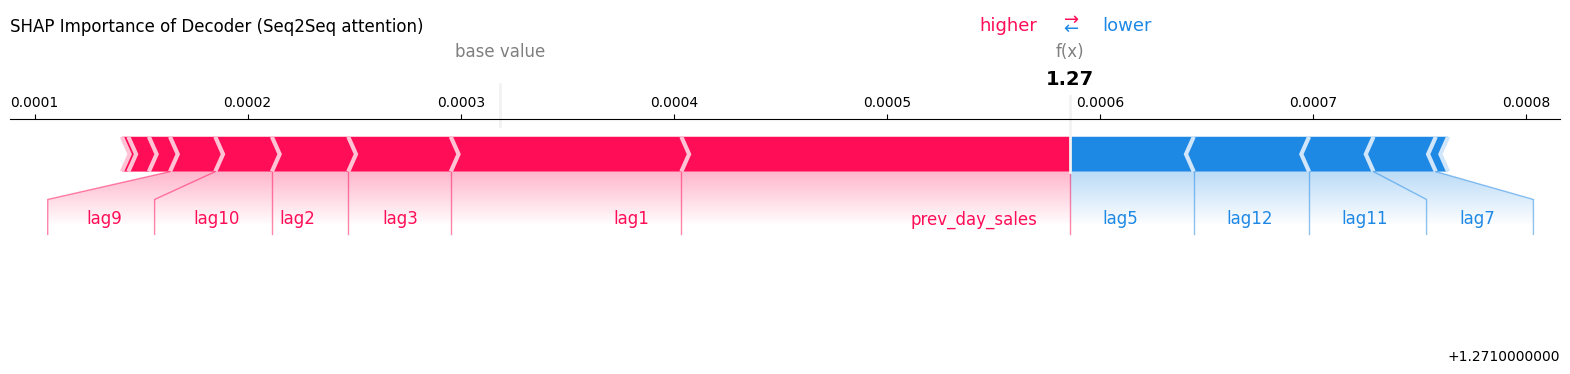 SHAP Importance of Decoder (Seq2Seq attention)
higher → ← lower
base value f(x)
1.27
0.0001 0.0002 0.0003 0.0004 0.0005 0.0006 0.0007 0.0008
lag9 lag10 lag2 lag3 lag1 prev_day_sales lag5 lag12 lag11 lag7
+1.2710000000